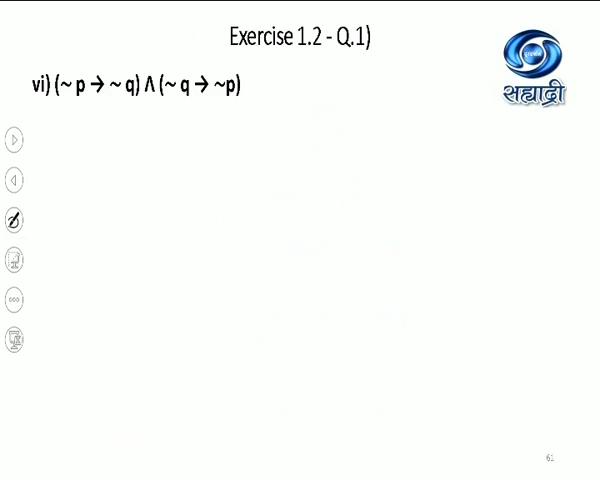 Exercise 1.2 - Q.1)
vi) (~ p → ~ q) Λ (~ q → ~p)
सह्याद्री
61